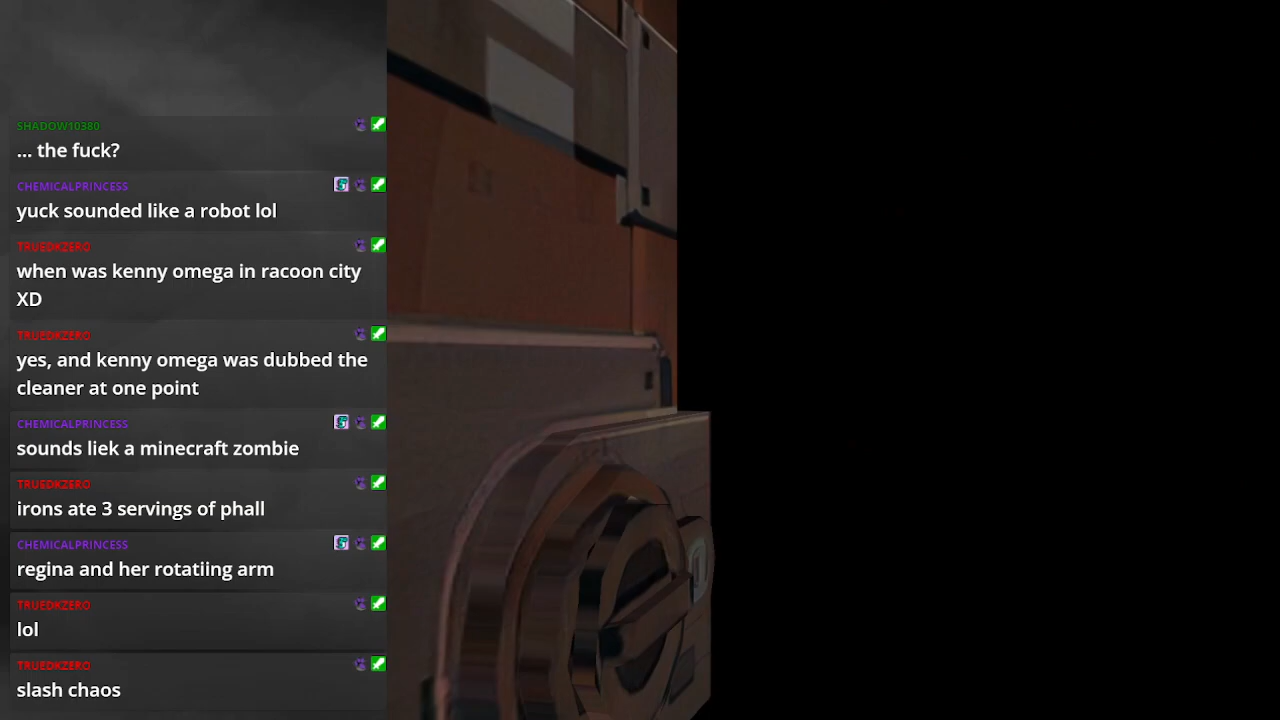 SHADOW10380
... the fuck?
CHEMICALPRINCESS
yuck sounded like a robot lol
TRUEDKZERO
when was kenny omega in racoon city
XD
TRUEDKZERO
yes, and kenny omega was dubbed the
cleaner at one point
CHEMICALPRINCESS
sounds liek a minecraft zombie
TRUEDKZERO
irons ate 3 servings of phall
CHEMICALPRINCESS
regina and her rotatiing arm
TRUEDKZERO
lol
TRUEDKZERO
slash chaos